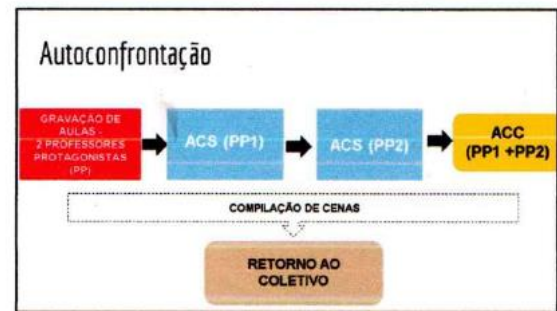 Autoconfrontação
GRAVAÇÃO DE
AULAS -
2 PROFESSORES
PROTAGONISTAS
(PP)
ACS (PP1)
ACS (PP2)
ACC
(PP1 +PP2)
COMPILAÇÃO DE CENAS
RETORNO AO
COLETIVO